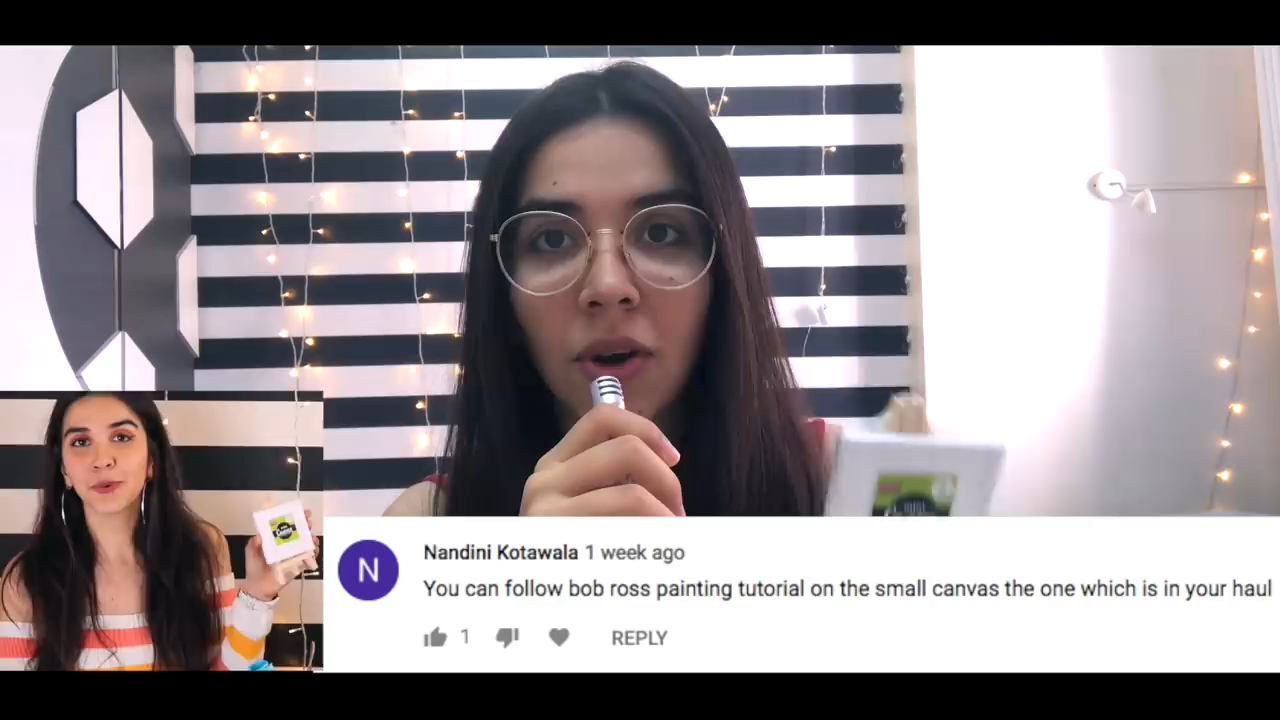 Nandini Kotawala 1 week ago
You can follow bob ross painting tutorial on the small canvas the one which is in your haul
1
REPLY